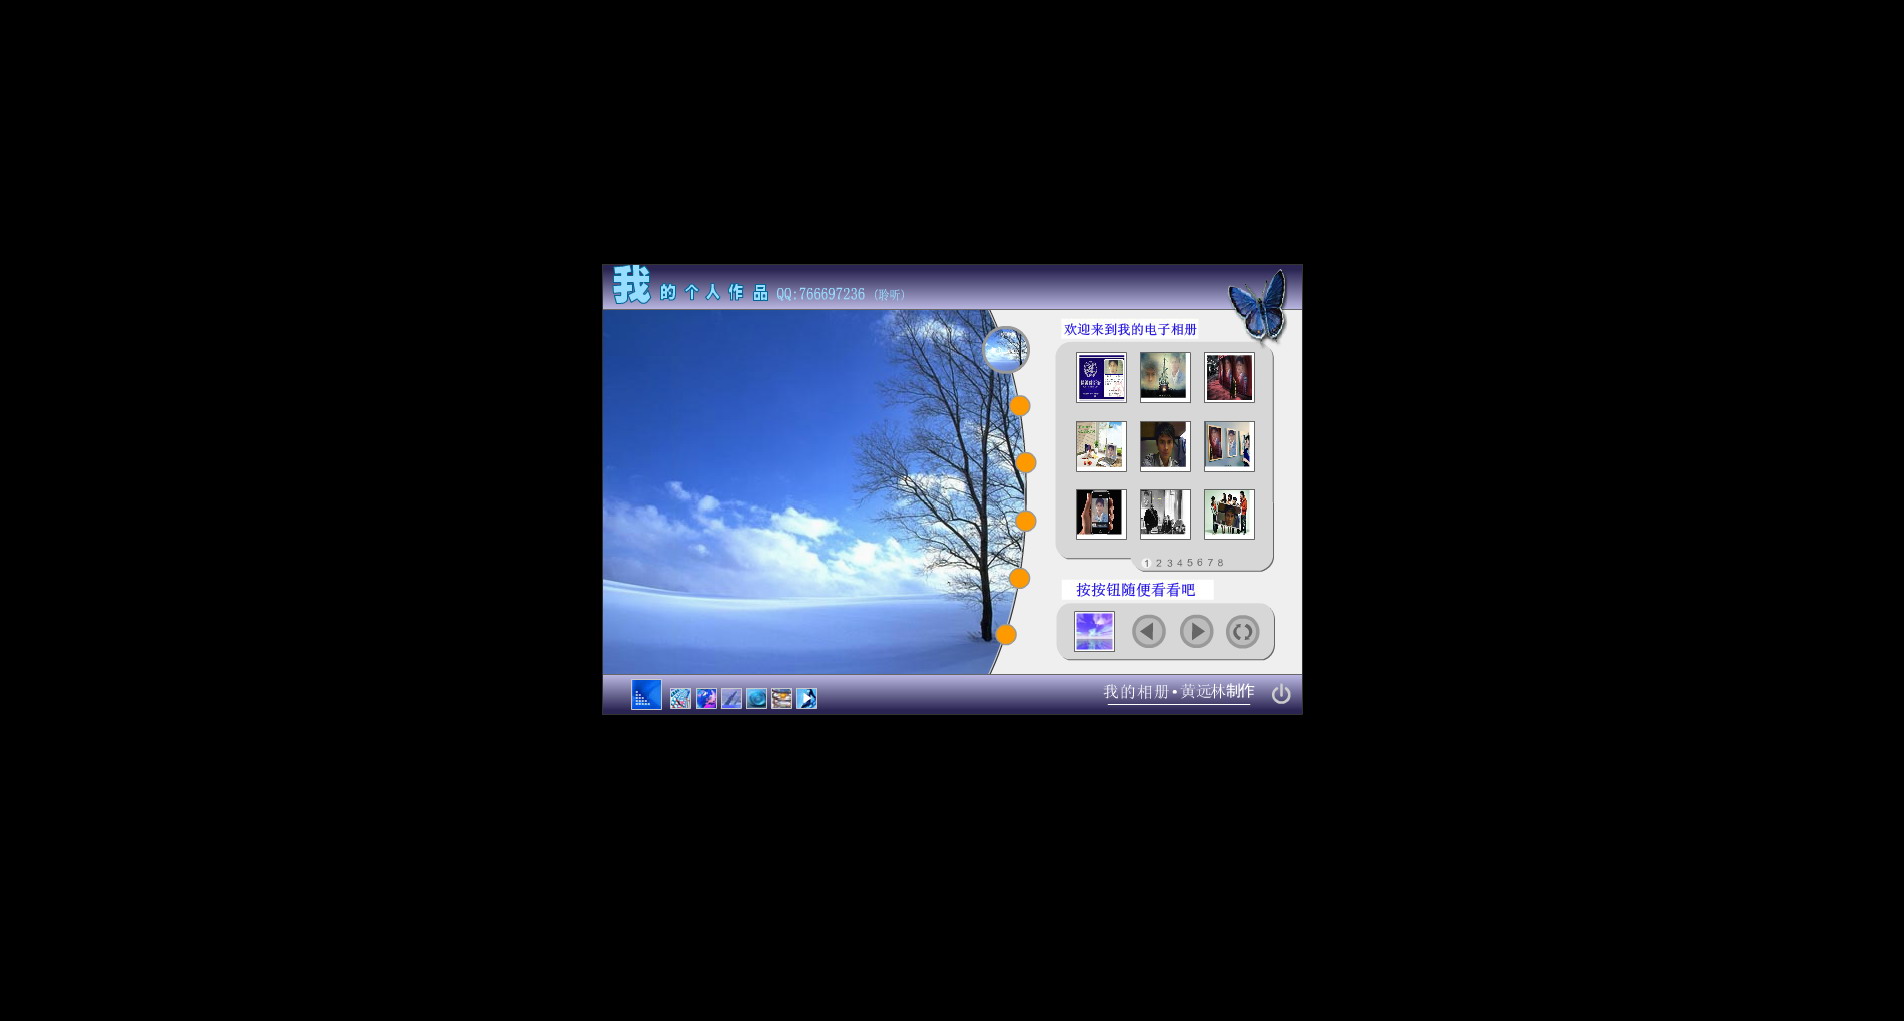 我的个人作品 QQ:766697236 (聆听)
欢迎来到我的电子相册
1 2 3 4 5 6 7 8
按按钮随便看看吧
我的相册•黄远林制作